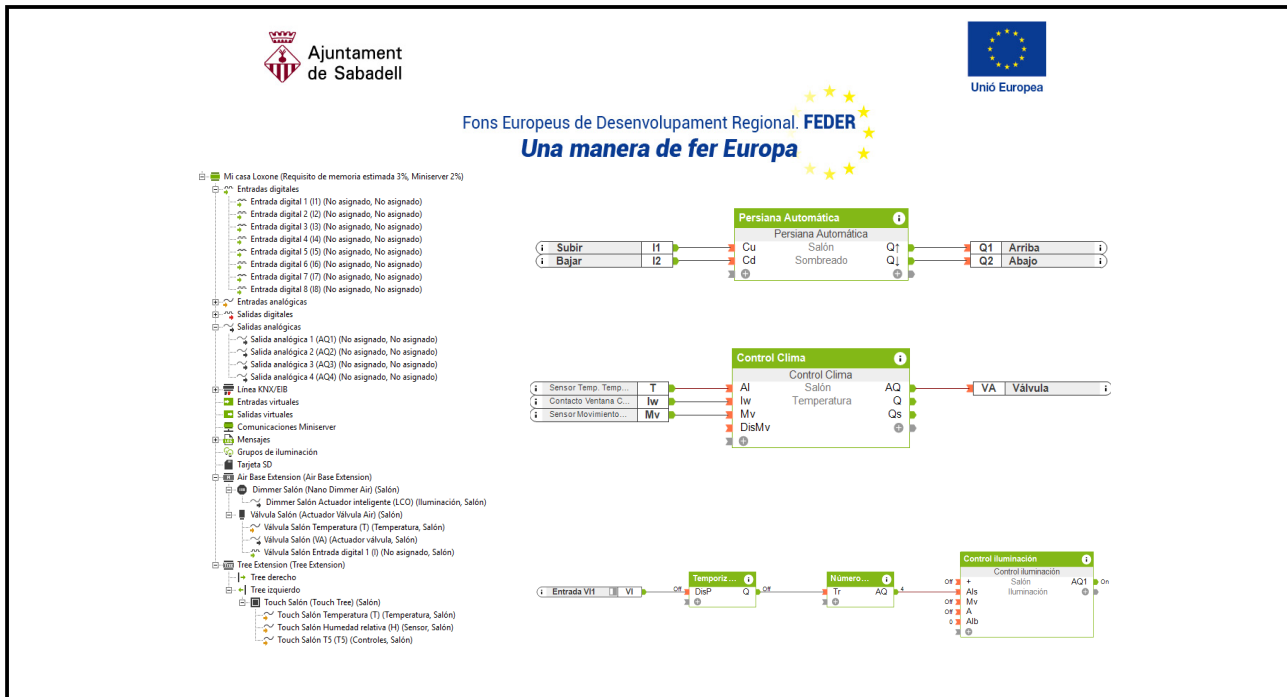 Ajuntament
de Sabadell
Unió Europea
Fons Europeus de Desenvolupament Regional. FEDER
Una manera de fer Europa
Mi casa Loxone (Requisito de memoria estimada 3%, Miniserver 2%)
Entradas digitales
Entrada digital 1 (I1) (No asignado, No asignado)
Entrada digital 2 (I2) (No asignado, No asignado)
Entrada digital 3 (I3) (No asignado, No asignado)
Entrada digital 4 (I4) (No asignado, No asignado)
Entrada digital 5 (I5) (No asignado, No asignado)
Entrada digital 6 (I6) (No asignado, No asignado)
Entrada digital 7 (I7) (No asignado, No asignado)
Entrada digital 8 (I8) (No asignado, No asignado)
Entradas analógicas
Salidas digitales
Salidas analógicas
Salida analógica 1 (AQ1) (No asignado, No asignado)
Salida analógica 2 (AQ2) (No asignado, No asignado)
Salida analógica 3 (AQ3) (No asignado, No asignado)
Salida analógica 4 (AQ4) (No asignado, No asignado)
Línea KNX/EIB
Entradas virtuales
Salidas virtuales
Comunicaciones Miniserver
Mensajes
Grupos de iluminación
Tarjeta SD
Air Base Extension (Air Base Extension)
Dimmer Salón (Nano Dimmer Air) (Salón)
Dimmer Salón Actuador inteligente (LCO) (Iluminación, Salón)
Válvula Salón (Actuador Válvula Air) (Salón)
Válvula Salón Temperatura (T) (Temperatura, Salón)
Válvula Salón (VA) (Actuador válvula, Salón)
Válvula Salón Entrada digital 1 (I) (No asignado, Salón)
Tree Extension (Tree Extension)
Tree derecho
Tree izquierdo
Touch Salón (Touch Tree) (Salón)
Touch Salón Temperatura (T) (Temperatura, Salón)
Touch Salón Humedad relativa (H) (Sensor, Salón)
Touch Salón T5 (T5) (Controles, Salón)
Persiana Automática i
Persiana Automática
i Subir I1 Cu Salón Q↑ Q1 Arriba i
i Bajar I2 Cd Sombreado Q↓ Q2 Abajo i
Control Clima i
Control Clima
i Sensor Temp. Temp... T AI Salón AQ VA Válvula i
i Contacto Ventana C... Iw Iw Temperatura Q
i Sensor Movimiento... Mv Mv Qs
DisMv
Temporiz ... i Número... i Control iluminación i
Control iluminación
Off + Salón AQ1 On
i Entrada VI1 VI Off DisP Q Off Tr AQ 4 AIs Iluminación
Off Mv
Off A
0 AIb